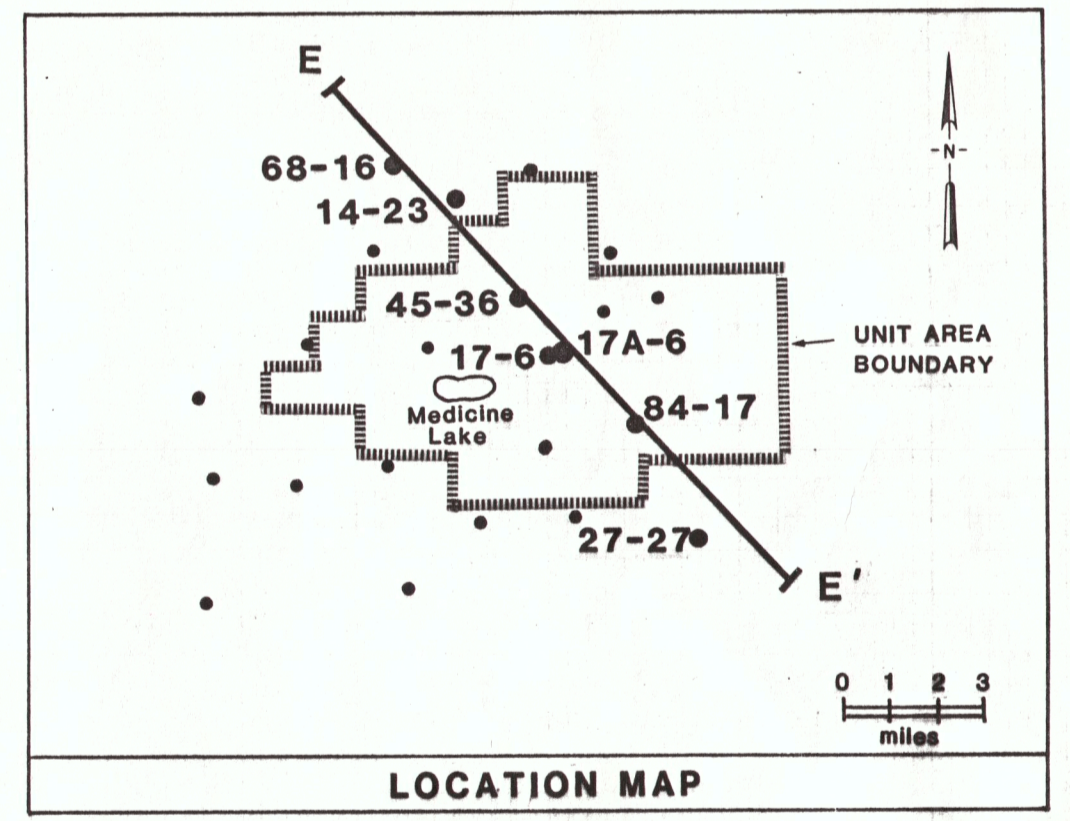 E
68-16
14-23
-N-
45-36
17A-6
17-6
UNIT AREA
BOUNDARY
84-17
Medicine
Lake
27-27
E'
0 1 2 3
miles
LOCATION MAP